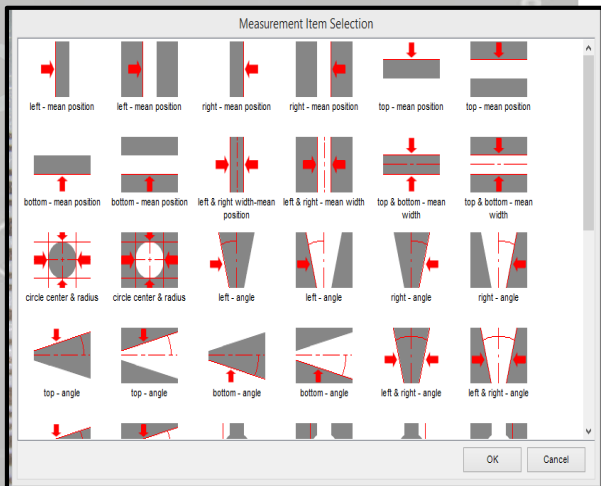 Measurement Item Selection
left - mean position
left - mean position
right - mean position
right - mean position
top - mean position
top - mean position
bottom - mean position
bottom - mean position
left & right width-mean
position
left & right - mean width
top & bottom - mean
width
top & bottom - mean
width
circle center & radius
circle center & radius
left - angle
left - angle
right - angle
right - angle
top - angle
top - angle
bottom - angle
bottom - angle
left & right - angle
left & right - angle
OK
Cancel